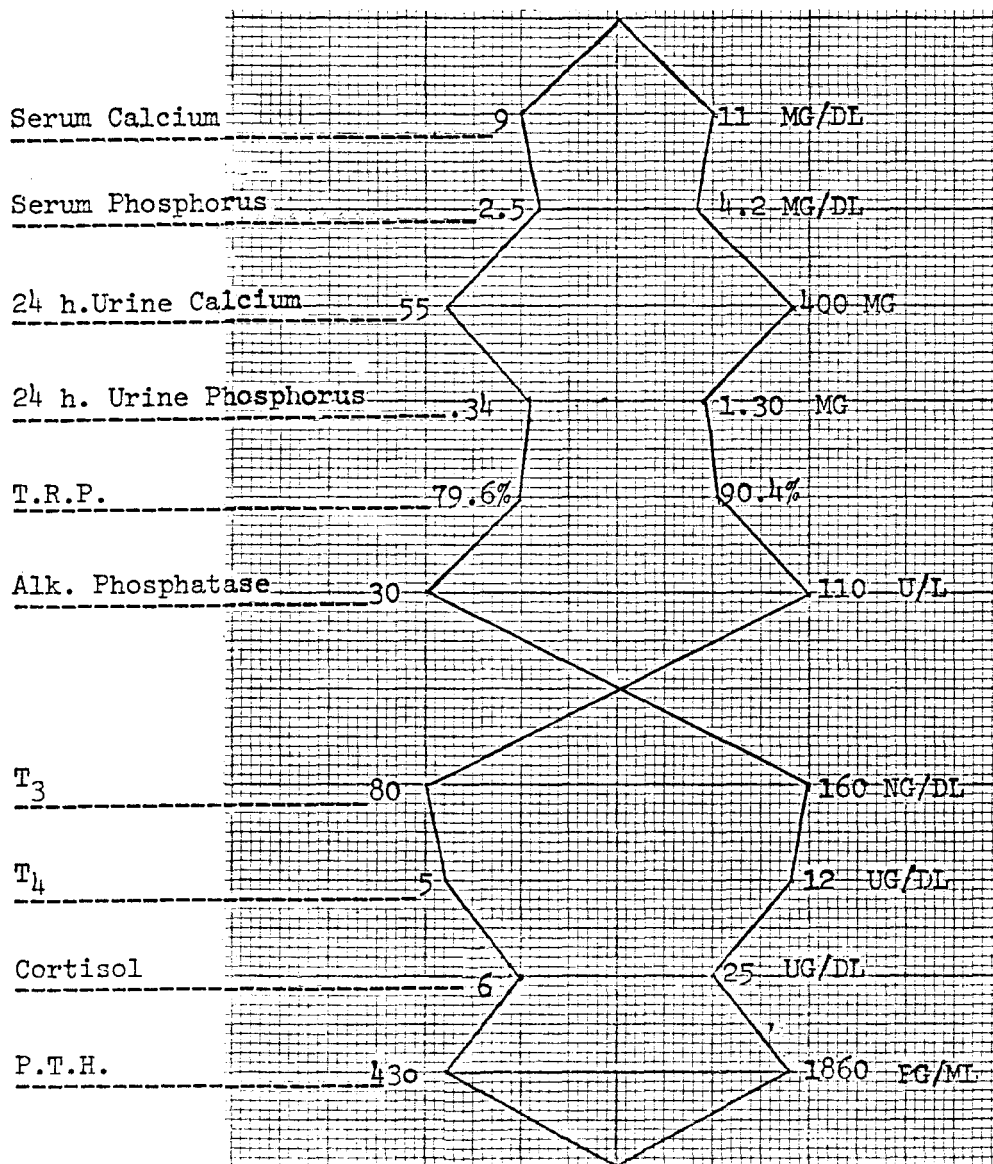 Serum Calcium 9 11 MG/DL
Serum Phosphorus 2.5 4.2 MG/DL
24 h.Urine Calcium 55 400 MG
24 h. Urine Phosphorus .34 1.30 MG
T.R.P. 79.6% 90.4%
Alk. Phosphatase 30 110 U/L
T3 80 160 NG/DL
T4 5 12 UG/DL
Cortisol 6 25 UG/DL
P.T.H. 430 1860 PG/ML